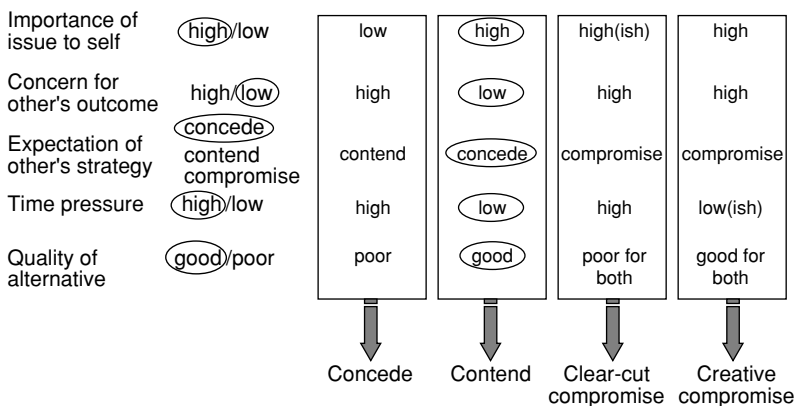 Importance of
issue to self high/low low high high(ish) high
Concern for
other's outcome high/low high low high high
concede
Expectation of
other's strategy contend contend concede compromise compromise
compromise
Time pressure high/low high low high low(ish)
Quality of
alternative good/poor poor good poor for both good for both
Concede Contend Clear-cut compromise Creative compromise